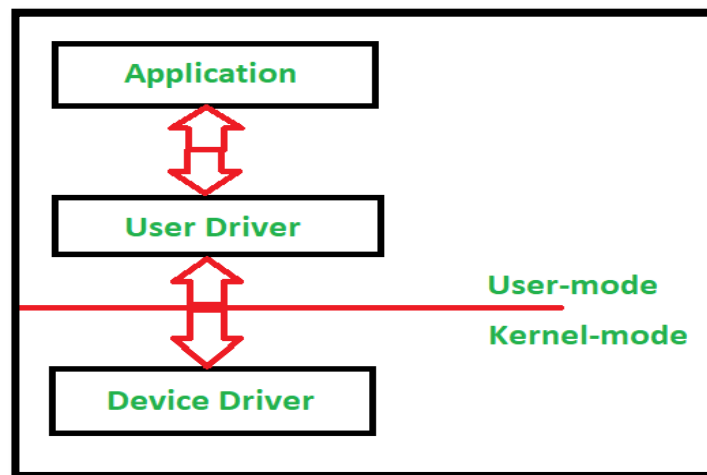 Application
User Driver
User-mode
Kernel-mode
Device Driver